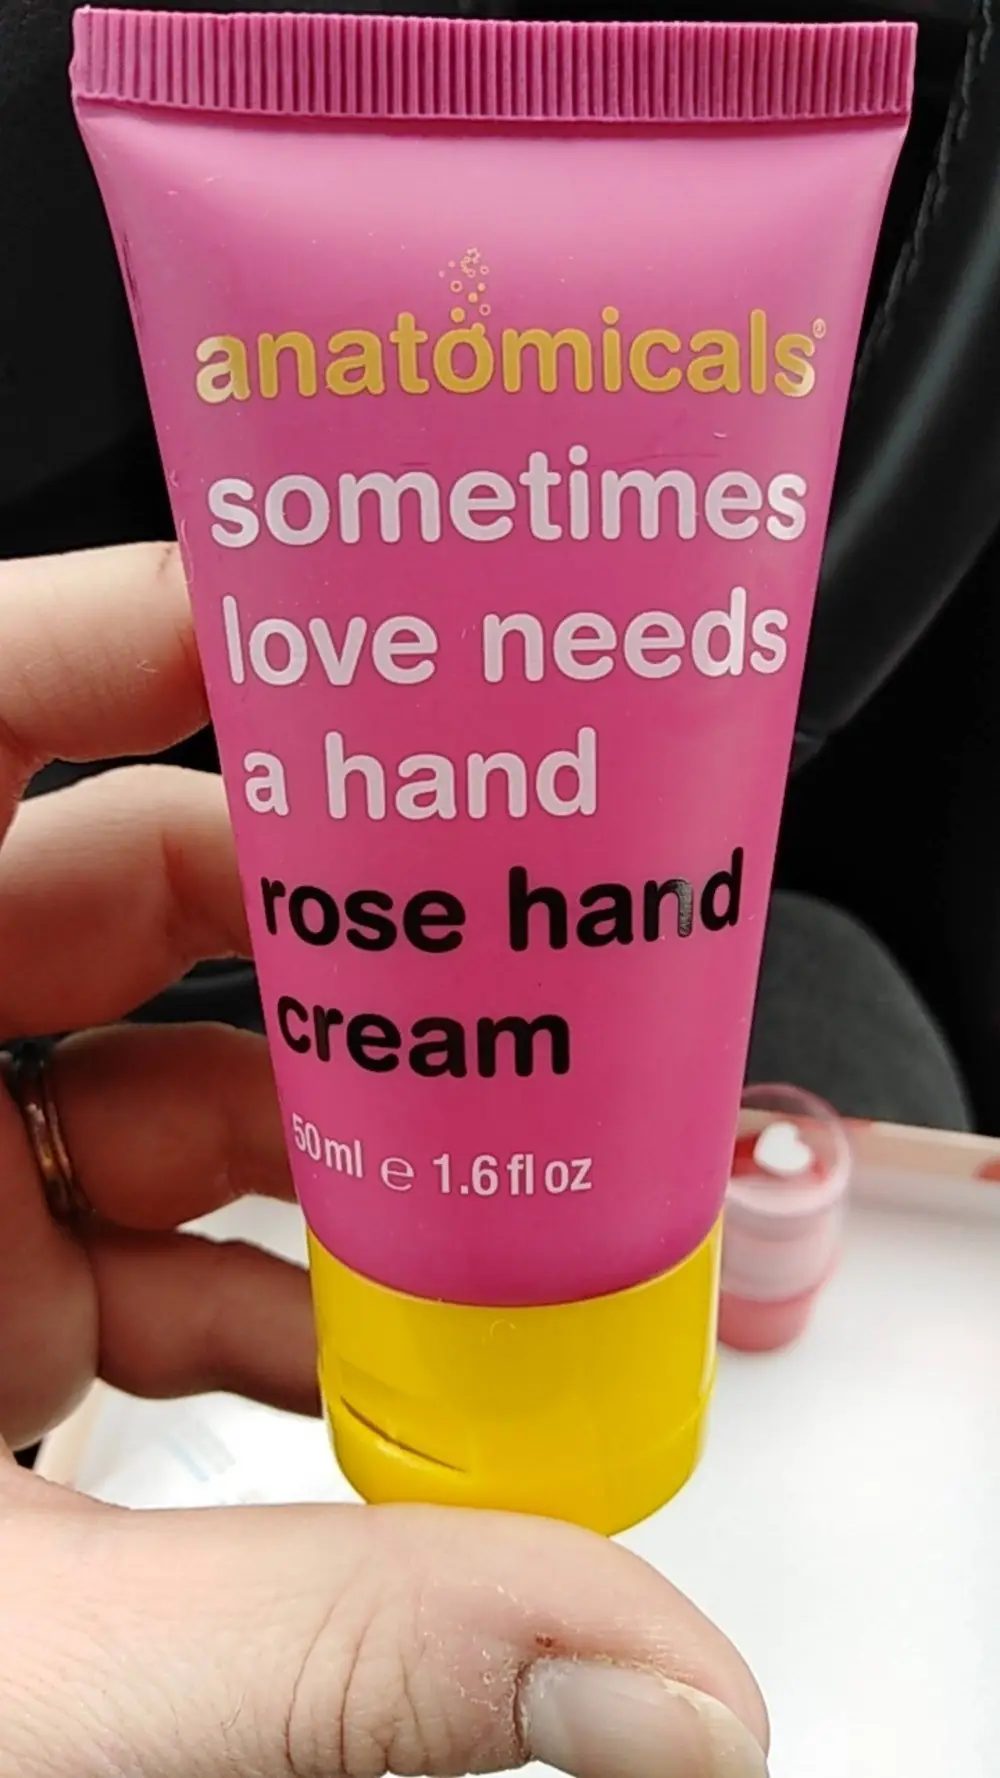 anatomicals®
sometimes
love needs
a hand
rose hand
cream
50ml ℮ 1.6 fl oz